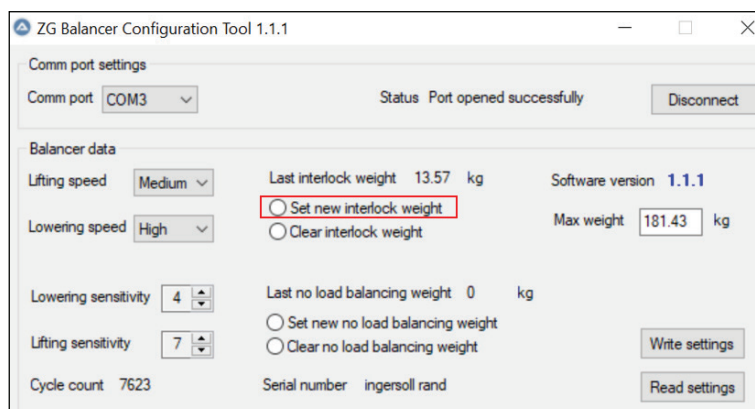 ZG Balancer Configuration Tool 1.1.1
Comm port settings
Comm port COM3 Status Port opened successfully Disconnect
Balancer data
Lifting speed Medium Last interlock weight 13.57 kg Software version 1.1.1
Set new interlock weight
Lowering speed High Clear interlock weight Max weight 181.43 kg
Lowering sensitivity 4 Last no load balancing weight 0 kg
Set new no load balancing weight
Lifting sensitivity 7 Clear no load balancing weight Write settings
Cycle count 7623 Serial number ingersoll rand Read settings